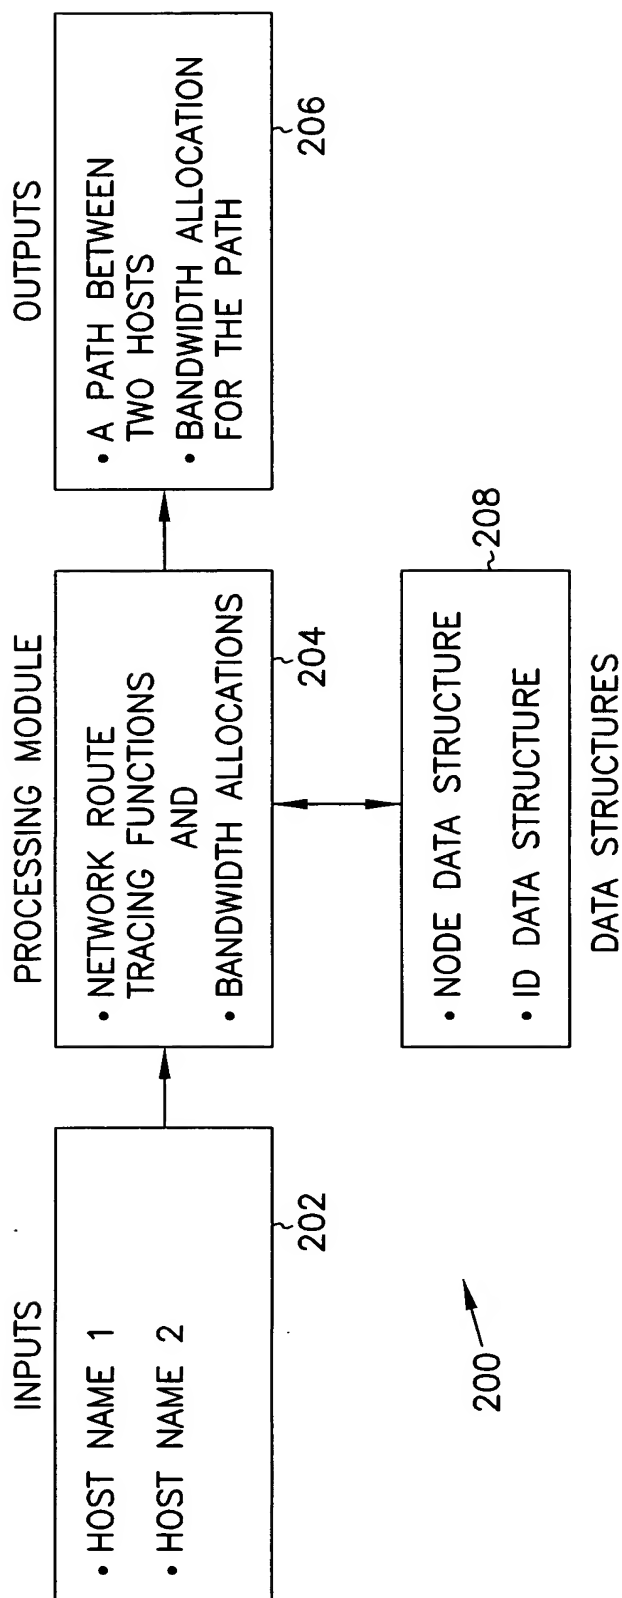 INPUTS
• HOST NAME 1
• HOST NAME 2
202
PROCESSING MODULE
• NETWORK ROUTE
TRACING FUNCTIONS
AND
• BANDWIDTH ALLOCATIONS
204
OUTPUTS
• A PATH BETWEEN
TWO HOSTS
• BANDWIDTH ALLOCATION
FOR THE PATH
206
• NODE DATA STRUCTURE
• ID DATA STRUCTURE
208
DATA STRUCTURES
200